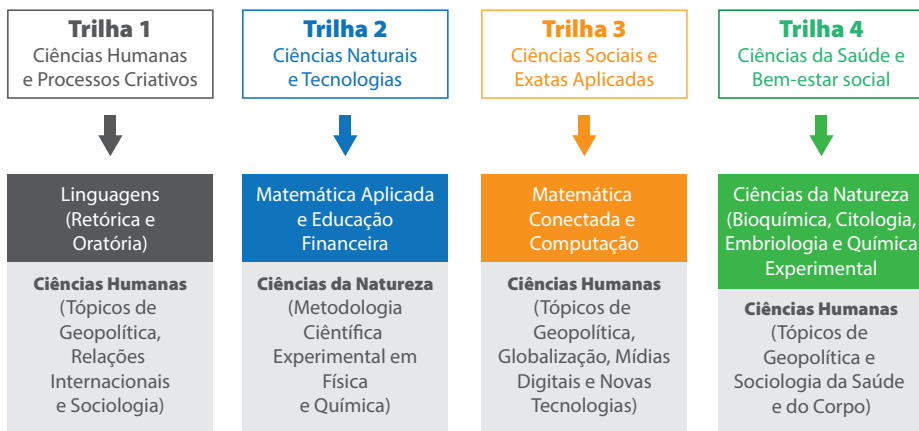 Trilha 1
Ciências Humanas
e Processos Criativos
Linguagens
(Retórica e
Oratória)
Ciências Humanas
(Tópicos de
Geopolítica,
Relações
Internacionais
e Sociologia)
Trilha 2
Ciências Naturais
e Tecnologias
Matemática Aplicada
e Educação
Financeira
Ciências da Natureza
(Metodologia
Científica
Experimental em
Física
e Química)
Trilha 3
Ciências Sociais e
Exatas Aplicadas
Matemática
Conectada e
Computação
Ciências Humanas
(Tópicos de
Geopolítica,
Globalização, Mídias
Digitais e Novas
Tecnologias)
Trilha 4
Ciências da Saúde e
Bem-estar social
Ciências da Natureza
(Bioquímica, Citologia,
Embriologia e Química
Experimental
Ciências Humanas
(Tópicos de
Geopolítica e
Sociologia da Saúde
e do Corpo)